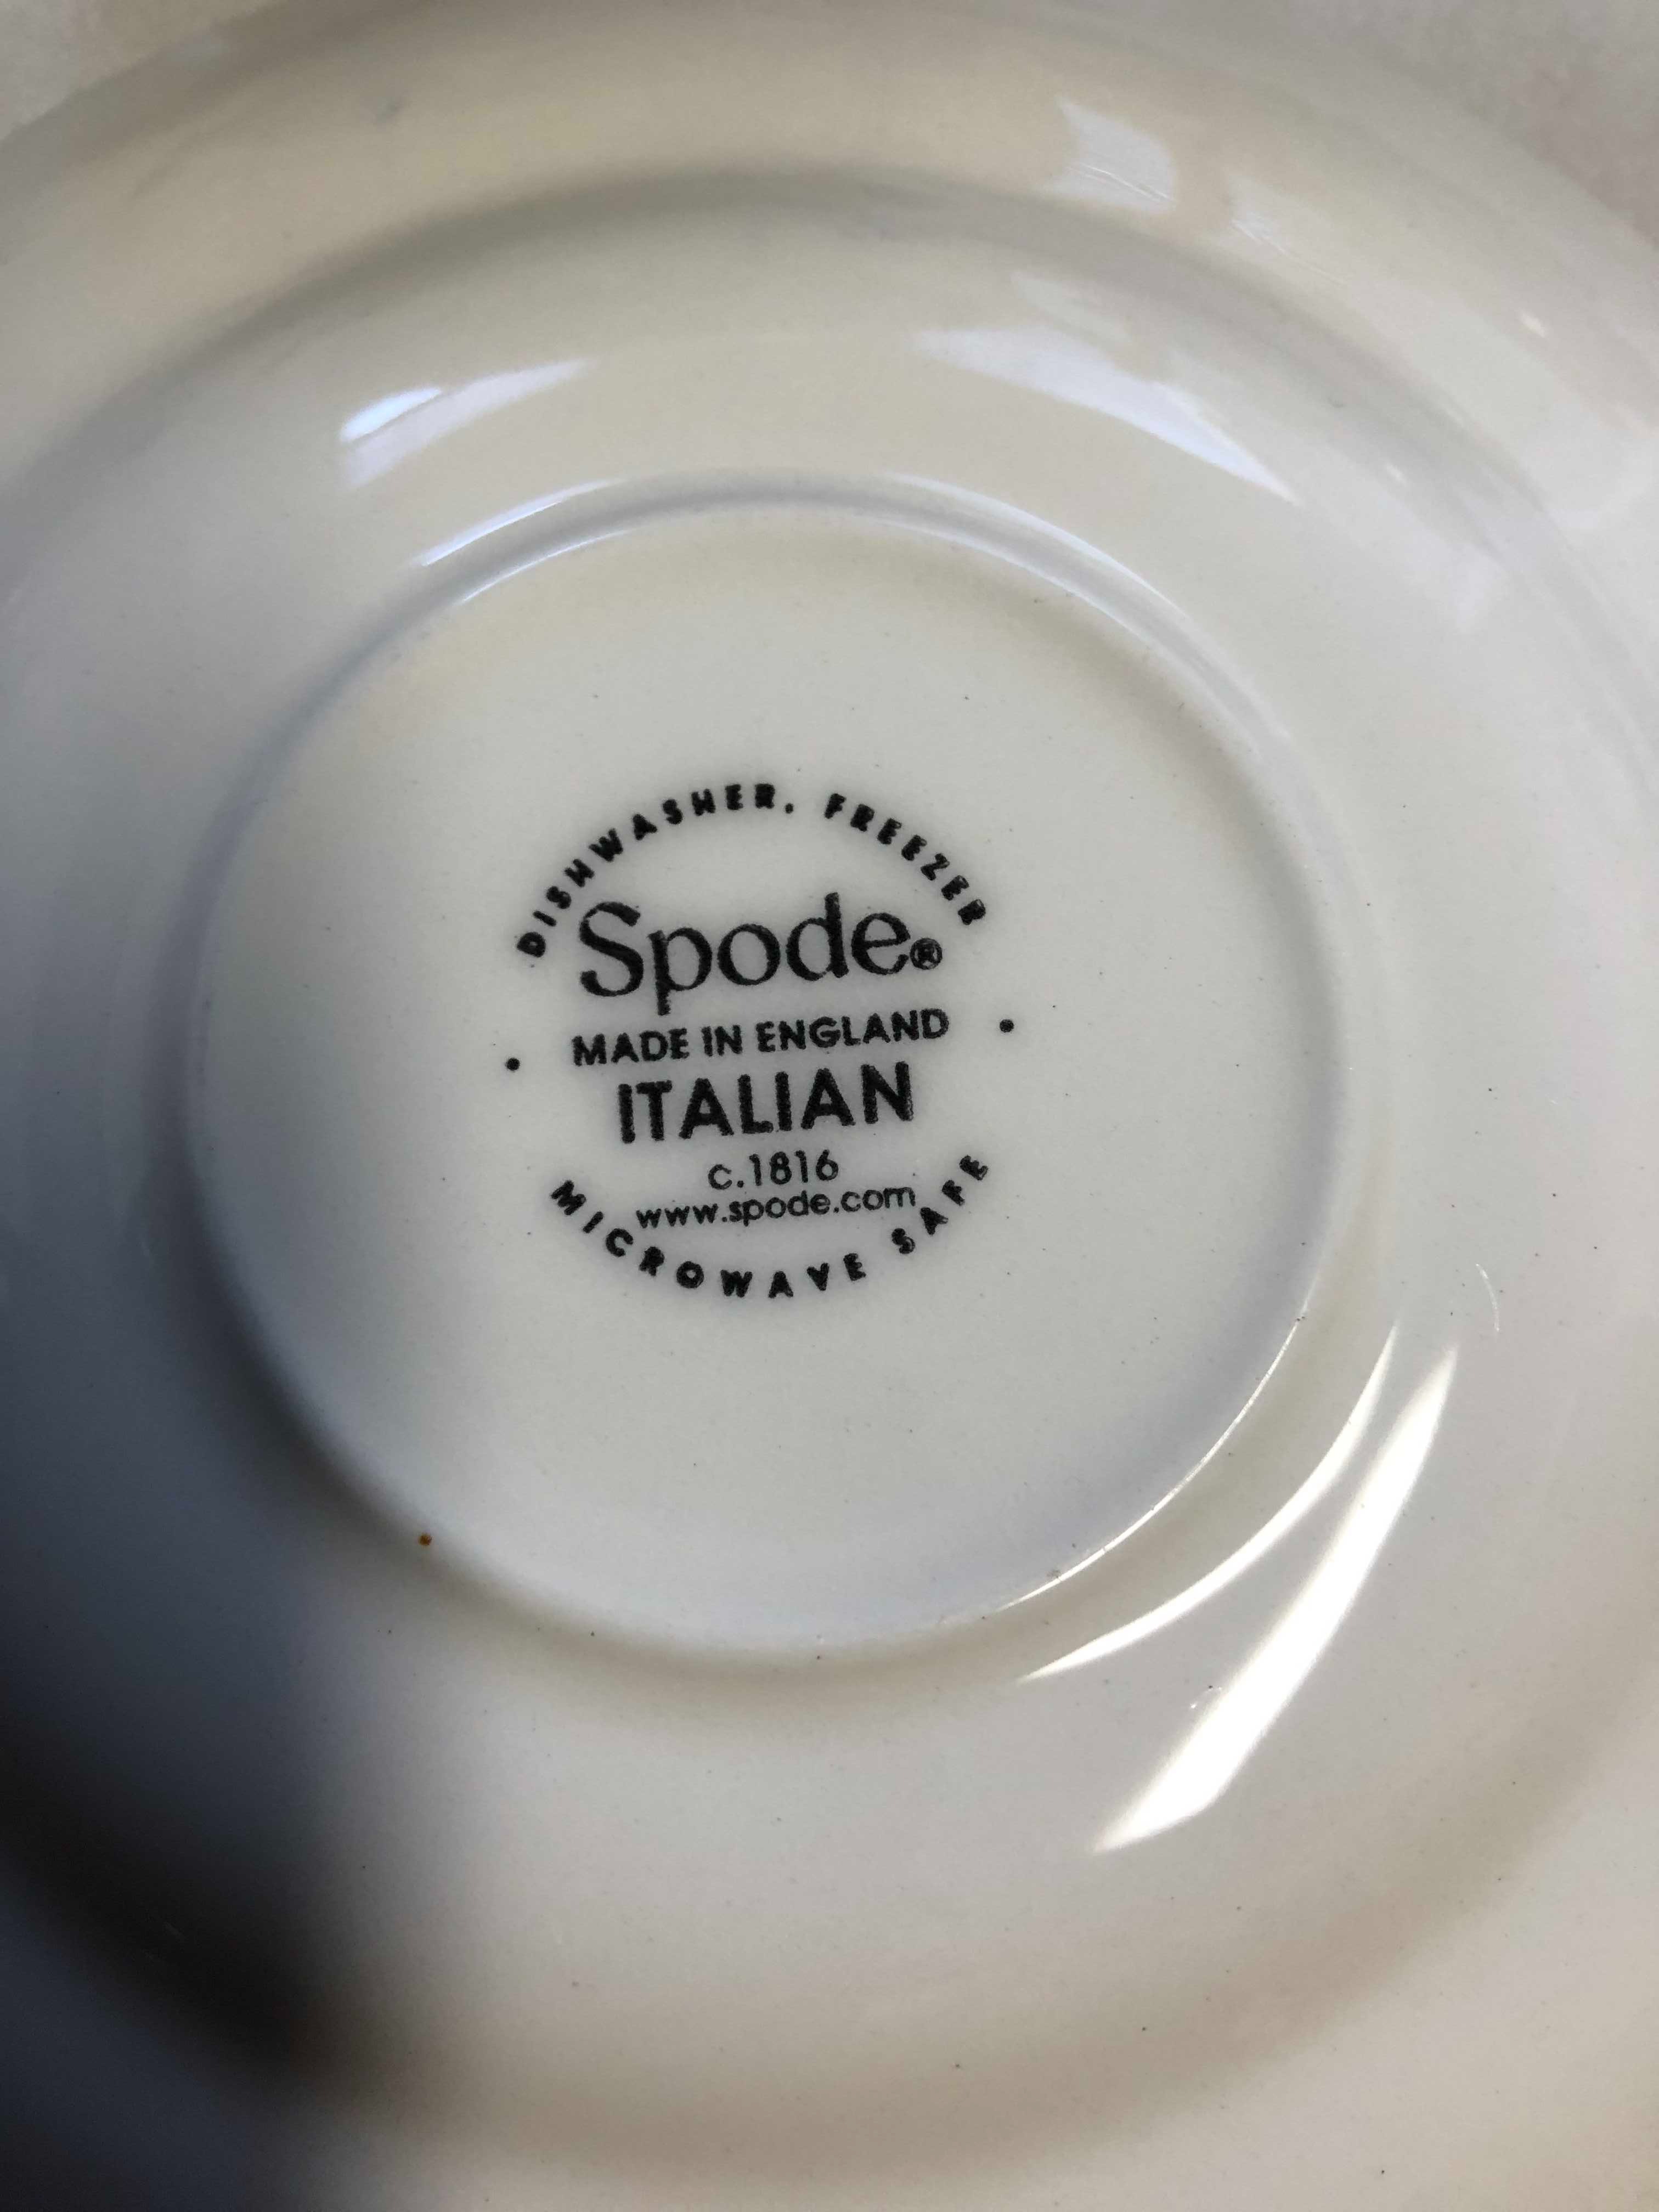 DISHWASHER, FREEZER
Spode®
• MADE IN ENGLAND •
ITALIAN
c.1816
www.spode.com
MICROWAVE SAFE